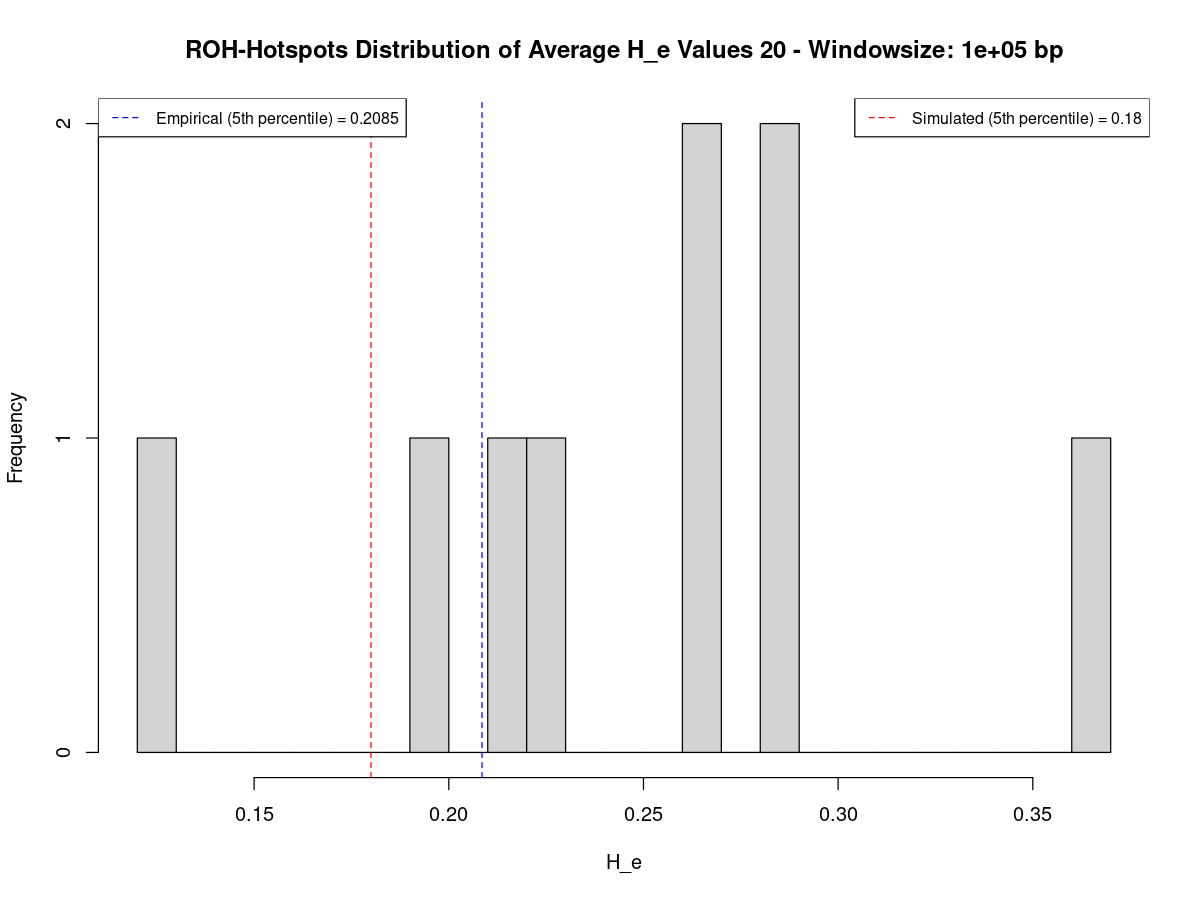 ROH-Hotspots Distribution of Average H_e Values 20 - Windowsize: 1e+05 bp
Empirical (5th percentile) = 0.2085
Simulated (5th percentile) = 0.18
Frequency
2
1
0
0.15 0.20 0.25 0.30 0.35
H_e